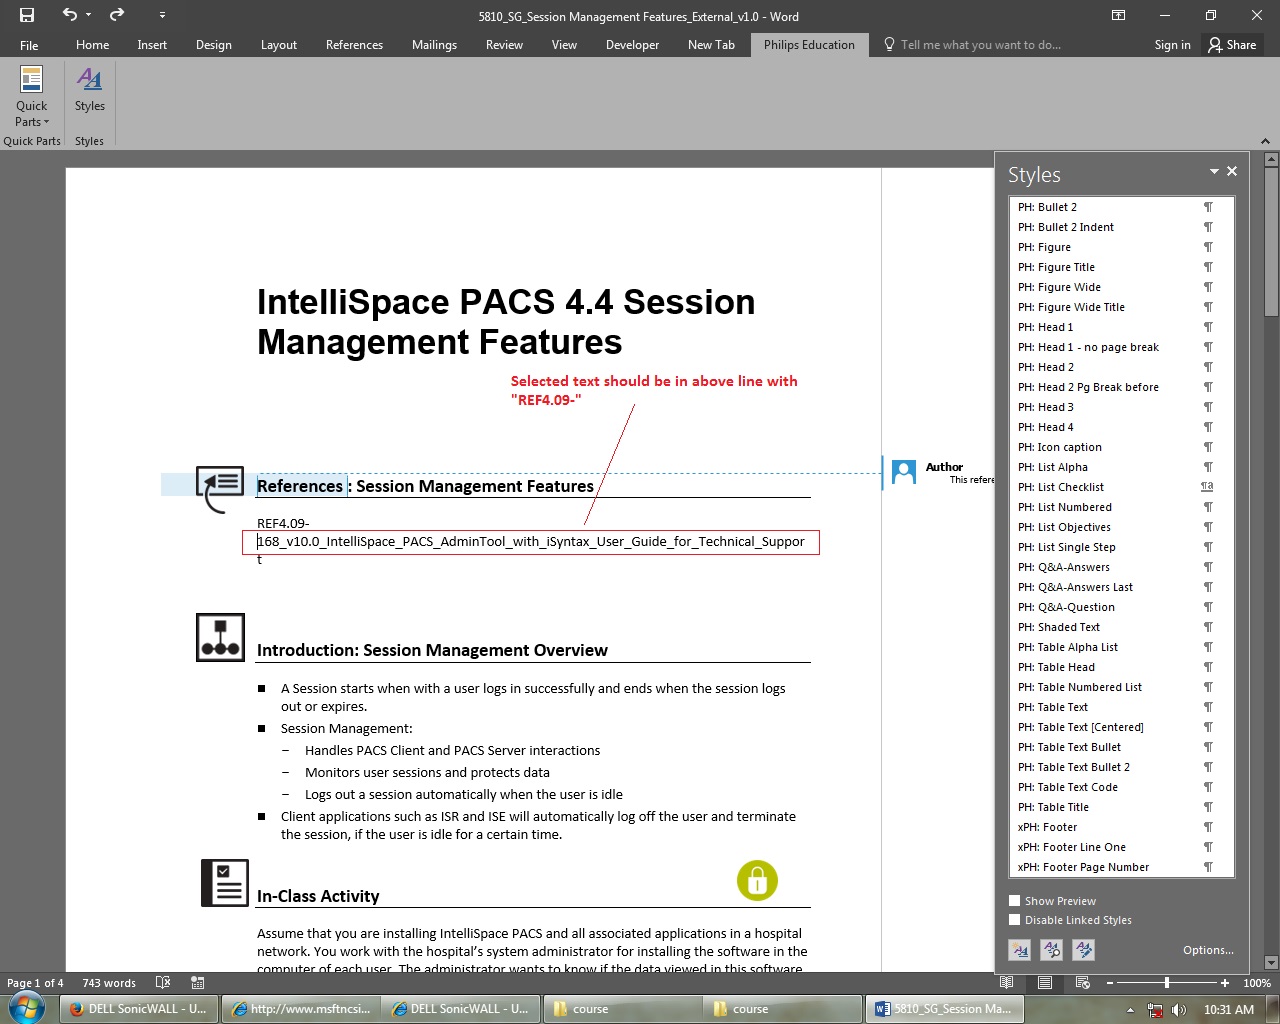 5810_SG_Session Management Features_External_v1.0 - Word
File Home Insert Design Layout References Mailings Review View Developer New Tab Philips Education Tell me what you want to do... Sign in Share
Quick Parts
Styles
Quick Parts Styles
Styles
PH: Bullet 2
PH: Bullet 2 Indent
PH: Figure
PH: Figure Title
PH: Figure Wide
PH: Figure Wide Title
PH: Head 1
PH: Head 1 - no page break
PH: Head 2
PH: Head 2 Pg Break before
PH: Head 3
PH: Head 4
PH: Icon caption
PH: List Alpha
PH: List Checklist
PH: List Numbered
PH: List Objectives
PH: List Single Step
PH: Q&A-Answers
PH: Q&A-Answers Last
PH: Q&A-Question
PH: Shaded Text
PH: Table Alpha List
PH: Table Head
PH: Table Numbered List
PH: Table Text
PH: Table Text [Centered]
PH: Table Text Bullet
PH: Table Text Bullet 2
PH: Table Text Code
PH: Table Title
xPH: Footer
xPH: Footer Line One
xPH: Footer Page Number
Show Preview
Disable Linked Styles
Options...
IntelliSpace PACS 4.4 Session
Management Features
Selected text should be in above line with
"REF4.09-"
References : Session Management Features
Author
This refere
REF4.09-
168_v10.0_IntelliSpace_PACS_AdminTool_with_iSyntax_User_Guide_for_Technical_Suppor
t
Introduction: Session Management Overview
■ A Session starts when with a user logs in successfully and ends when the session logs
out or expires.
■ Session Management:
– Handles PACS Client and PACS Server interactions
– Monitors user sessions and protects data
– Logs out a session automatically when the user is idle
■ Client applications such as ISR and ISE will automatically log off the user and terminate
the session, if the user is idle for a certain time.
In-Class Activity
Assume that you are installing IntelliSpace PACS and all associated applications in a hospital
network. You work with the hospital's system administrator for installing the software in the
computer of each user. The administrator wants to know if the data viewed in this software
Page 1 of 4 743 words 100%
DELL SonicWALL - U... http://www.msftncsi... DELL SonicWALL - U... course course 5810_SG_Session Ma... 10:31 AM